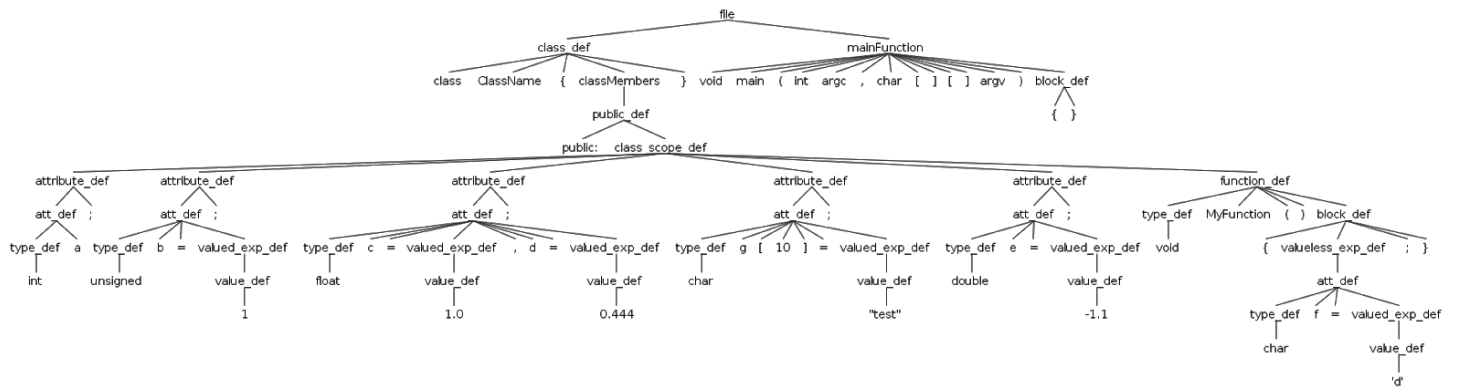 file
class_def mainFunction
class ClassName { classMembers } void main ( int argc , char [ ] [ ] argv ) block_def
public_def { }
public: class_scope_def
attribute_def attribute_def attribute_def attribute_def attribute_def function_def
att_def ; att_def ; att_def ; att_def ; att_def ; type_def MyFunction ( ) block_def
type_def a type_def b = valued_exp_def type_def c = valued_exp_def , d = valued_exp_def type_def g [ 10 ] = valued_exp_def type_def e = valued_exp_def void { valueless_exp_def ; }
int unsigned value_def float value_def value_def char value_def double value_def att_def
1 1.0 0.444 "test" -1.1 type_def f = valued_exp_def
char value_def
'd'